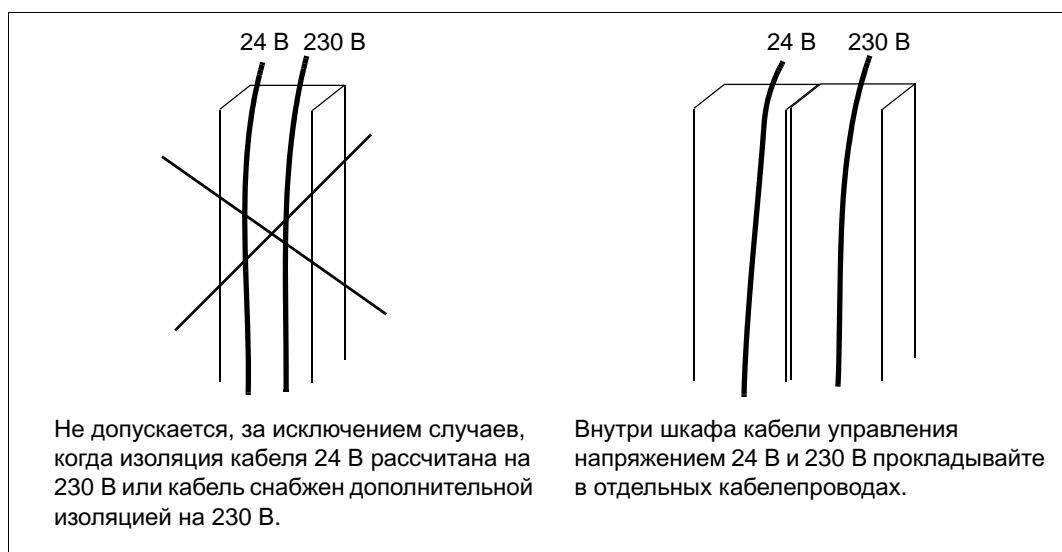 24 В 230 В
24 В 230 В
Не допускается, за исключением случаев,
когда изоляция кабеля 24 В рассчитана на
230 В или кабель снабжен дополнительной
изоляцией на 230 В.
Внутри шкафа кабели управления
напряжением 24 В и 230 В прокладывайте
в отдельных кабелепроводах.